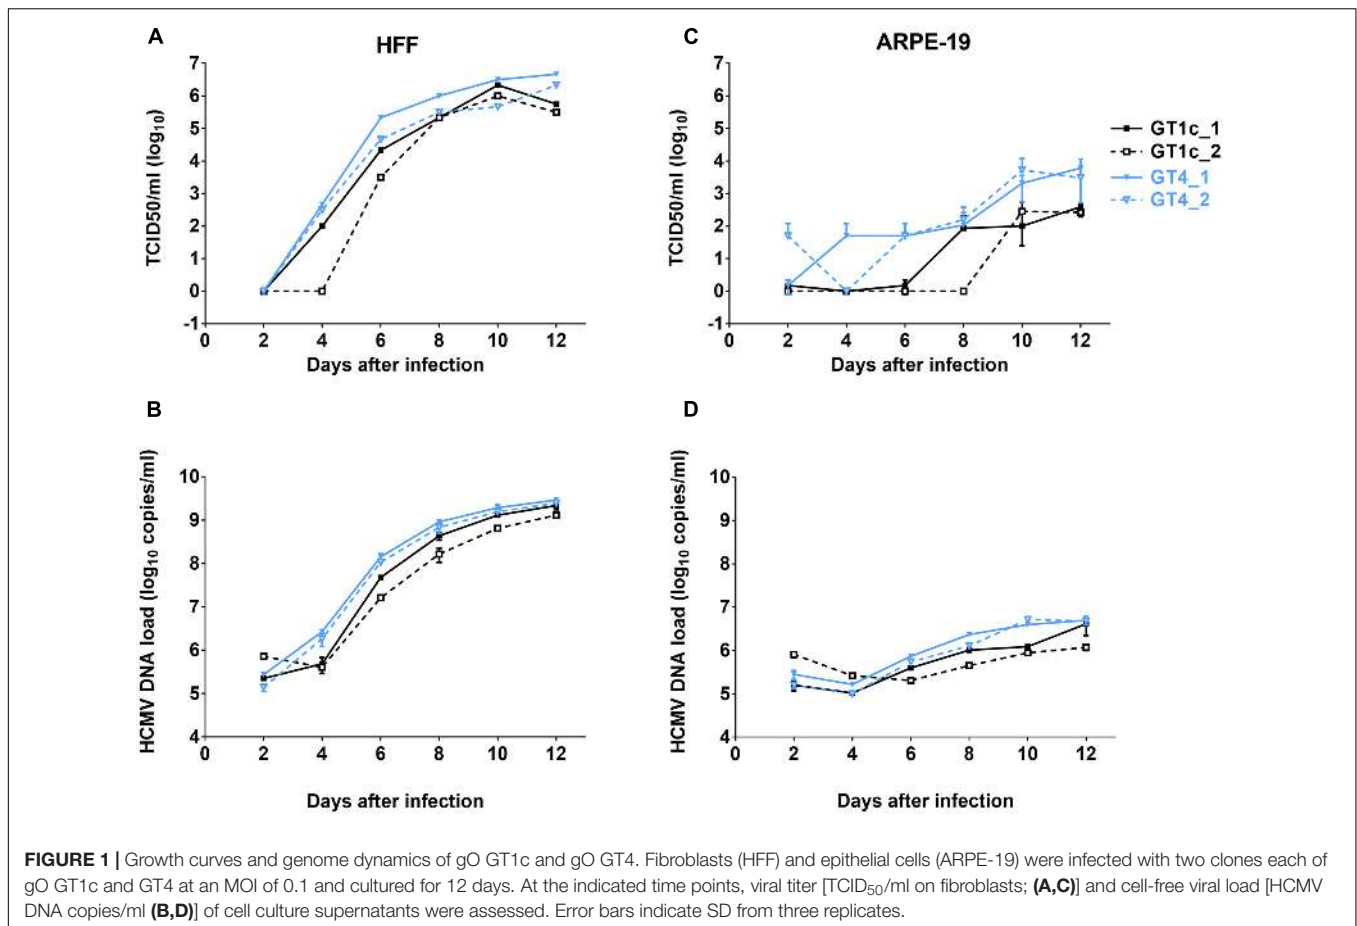 A
HFF
TCID50/ml (log10)
7
6
5
4
3
2
1
0
-1
0 2 4 6 8 10 12
Days after infection
C
ARPE-19
TCID50/ml (log10)
7
6
5
4
3
2
1
0
-1
0 2 4 6 8 10 12
Days after infection
GT1c_1
GT1c_2
GT4_1
GT4_2
B
HCMV DNA load (log10 copies/ml)
10
9
8
7
6
5
4
0 2 4 6 8 10 12
Days after infection
D
HCMV DNA load (log10 copies/ml)
10
9
8
7
6
5
4
0 2 4 6 8 10 12
Days after infection
FIGURE 1 | Growth curves and genome dynamics of gO GT1c and gO GT4. Fibroblasts (HFF) and epithelial cells (ARPE-19) were infected with two clones each of
gO GT1c and GT4 at an MOI of 0.1 and cultured for 12 days. At the indicated time points, viral titer [TCID50/ml on fibroblasts; (A,C)] and cell-free viral load [HCMV
DNA copies/ml (B,D)] of cell culture supernatants were assessed. Error bars indicate SD from three replicates.